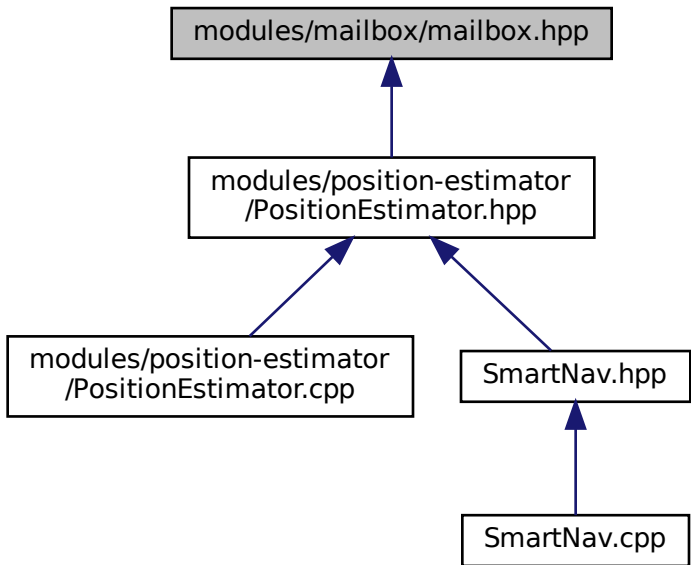 modules/mailbox/mailbox.hpp
modules/position-estimator
/PositionEstimator.hpp
modules/position-estimator
/PositionEstimator.cpp
SmartNav.hpp
SmartNav.cpp